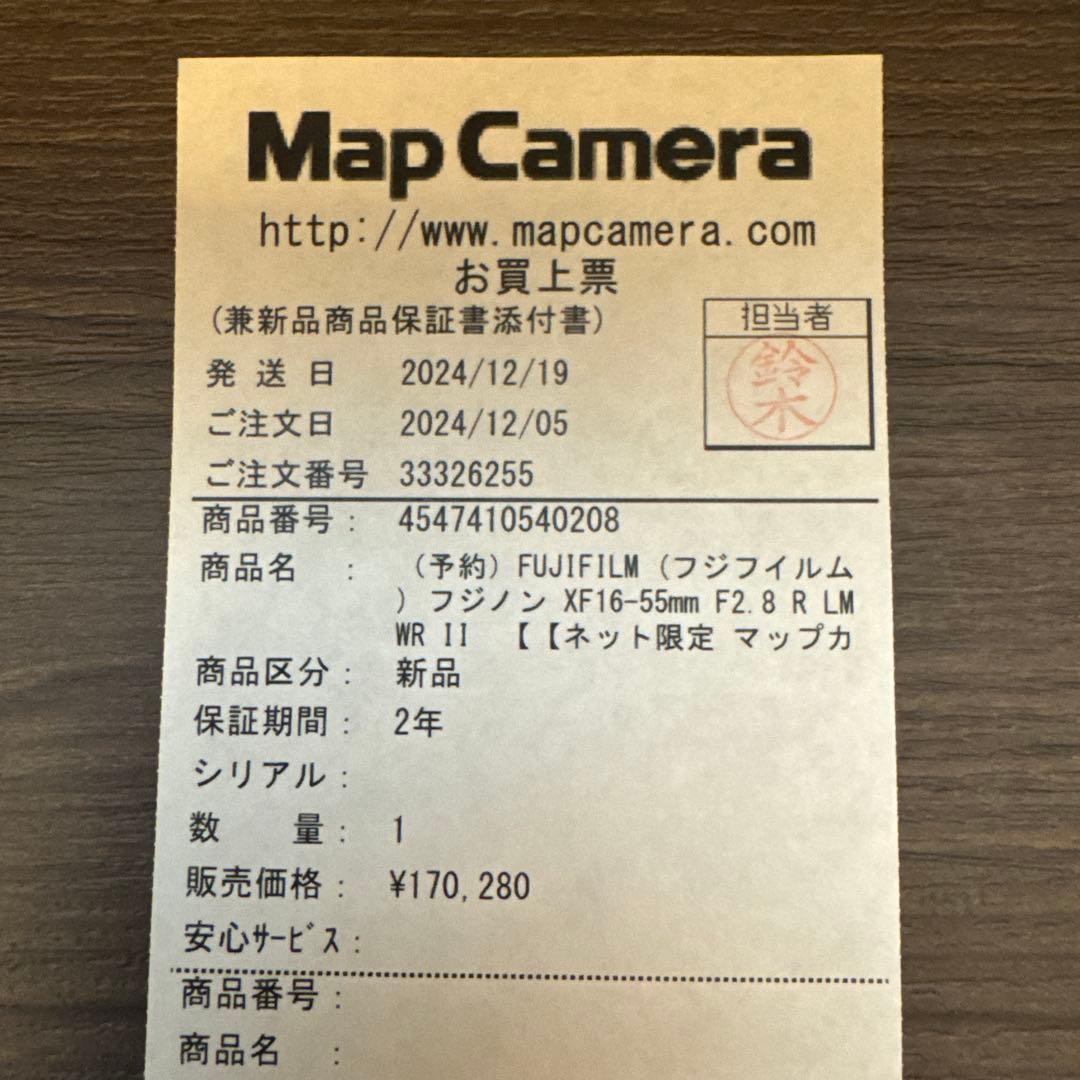 Map Camera
http://www.mapcamera.com
お買上票
(兼新品商品保証書添付書)
担当者
鈴木
発送日 2024/12/19
ご注文日 2024/12/05
ご注文番号 33326255
商品番号: 4547410540208
商品名 : (予約)FUJIFILM(フジフイルム
)フジノン XF16-55mm F2.8 R LM
WR II 【【ネット限定 マップカ
商品区分: 新品
保証期間: 2年
シリアル:
数量: 1
販売価格: ¥170,280
安心ｻｰﾋﾞｽ:
商品番号:
商品名 :